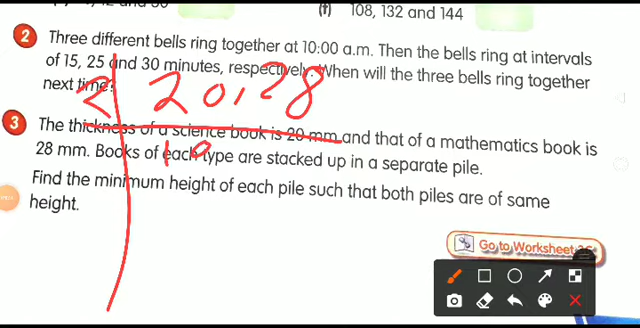 (f) 108, 132 and 144
2 Three different bells ring together at 10:00 a.m. Then the bells ring at intervals
of 15, 25 and 30 minutes, respectively. When will the three bells ring together
next time?
2 20, 28
10
3 The thickness of a science book is 20 mm and that of a mathematics book is
28 mm. Books of each type are stacked up in a separate pile.
Find the minimum height of each pile such that both piles are of same
height.
Go to Worksheet